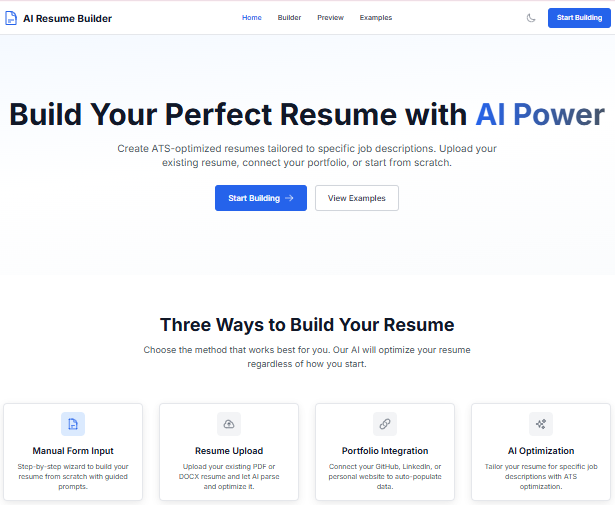 AI Resume Builder
Home
Builder
Preview
Examples
Start Building
Build Your Perfect Resume with AI Power
Create ATS-optimized resumes tailored to specific job descriptions. Upload your
existing resume, connect your portfolio, or start from scratch.
Start Building →
View Examples
Three Ways to Build Your Resume
Choose the method that works best for you. Our AI will optimize your resume
regardless of how you start.
Manual Form Input
Step-by-step wizard to build your
resume from scratch with guided
prompts.
Resume Upload
Upload your existing PDF or
DOCX resume and let AI parse
and optimize it.
Portfolio Integration
Connect your GitHub, LinkedIn, or
personal website to auto-populate
data.
AI Optimization
Tailor your resume for specific job
descriptions with ATS
optimization.